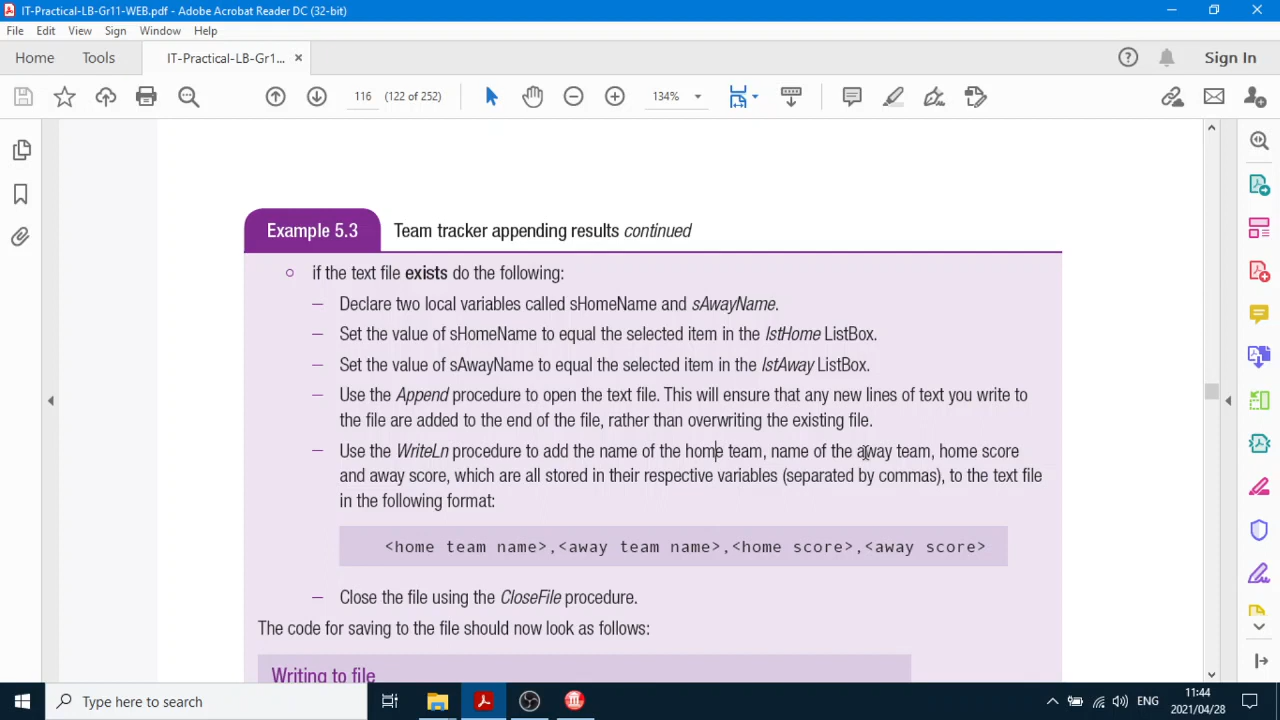 IT-Practical-LB-Gr11-WEB.pdf - Adobe Acrobat Reader DC (32-bit)
File Edit View Sign Window Help
Home Tools IT-Practical-LB-Gr1... × Sign In
116 (122 of 252) 134%
Example 5.3 Team tracker appending results continued
if the text file exists do the following:
– Declare two local variables called sHomeName and sAwayName.
– Set the value of sHomeName to equal the selected item in the lstHome ListBox.
– Set the value of sAwayName to equal the selected item in the lstAway ListBox.
– Use the Append procedure to open the text file. This will ensure that any new lines of text you write to
the file are added to the end of the file, rather than overwriting the existing file.
– Use the WriteLn procedure to add the name of the home team, name of the away team, home score
and away score, which are all stored in their respective variables (separated by commas), to the text file
in the following format:
<home team name>,<away team name>,<home score>,<away score>
– Close the file using the CloseFile procedure.
The code for saving to the file should now look as follows:
Writing to file
Type here to search
ENG
11:44
2021/04/28